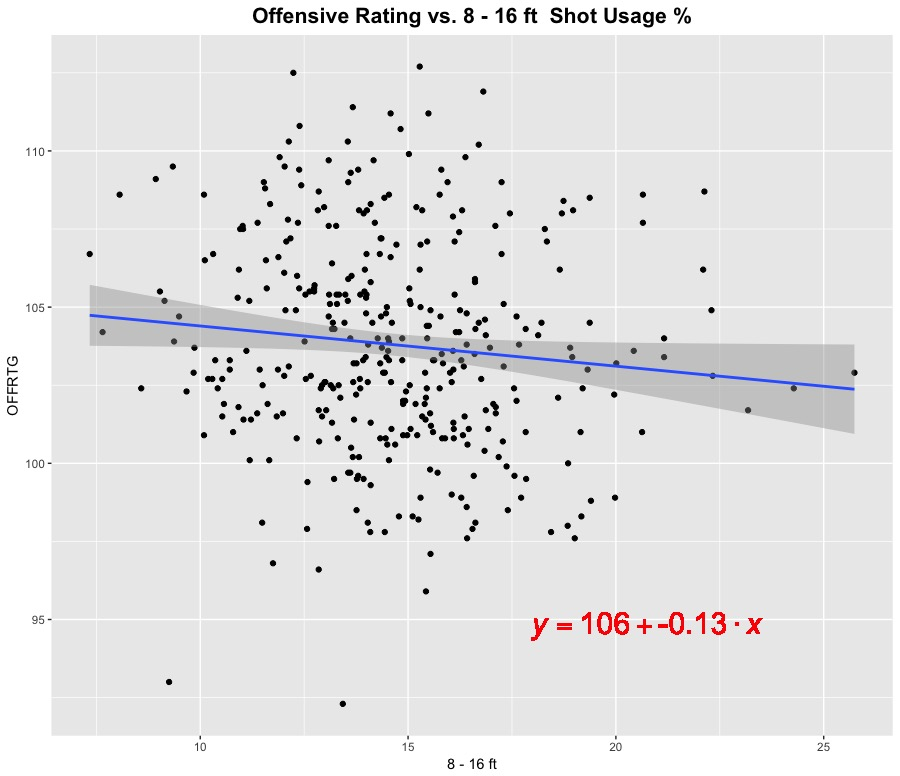 Offensive Rating vs. 8 - 16 ft  Shot Usage %
OFFRTG
110
105
100
95
y = 106 + -0.13 · x
10 15 20 25
8 - 16 ft